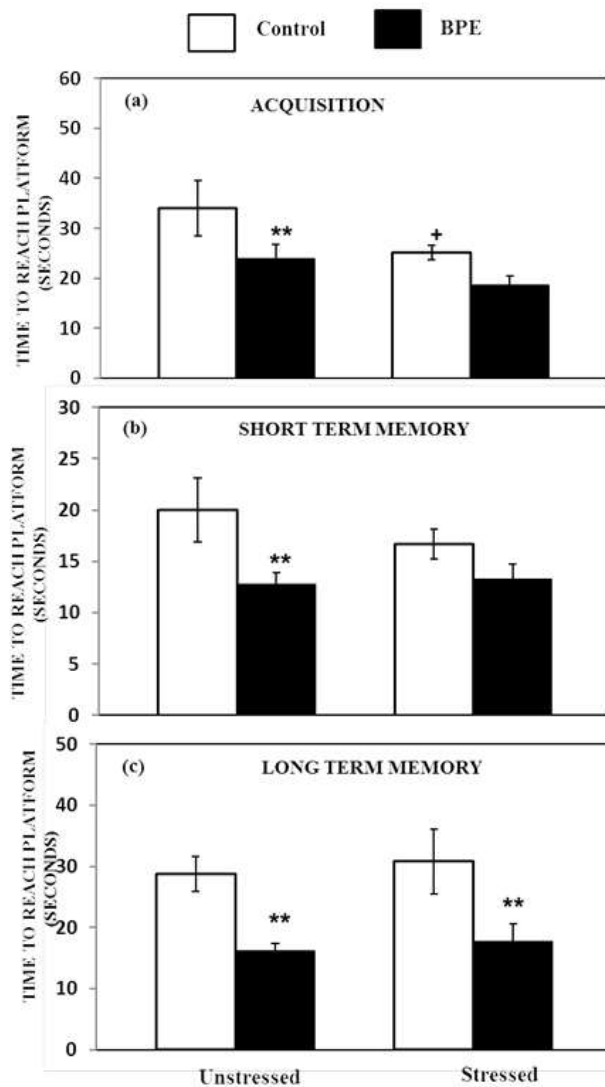 Control BPE
(a) ACQUISITION
TIME TO REACH PLATFORM
(SECONDS)
60
50
40
30
20
10
0
**
+
(b) SHORT TERM MEMORY
TIME TO REACH PLATFORM
(SECONDS)
30
25
20
15
10
5
0
**
(c) LONG TERM MEMORY
TIME TO REACH PLATFORM
(SECONDS)
50
40
30
20
10
0
**
**
Unstressed Stressed